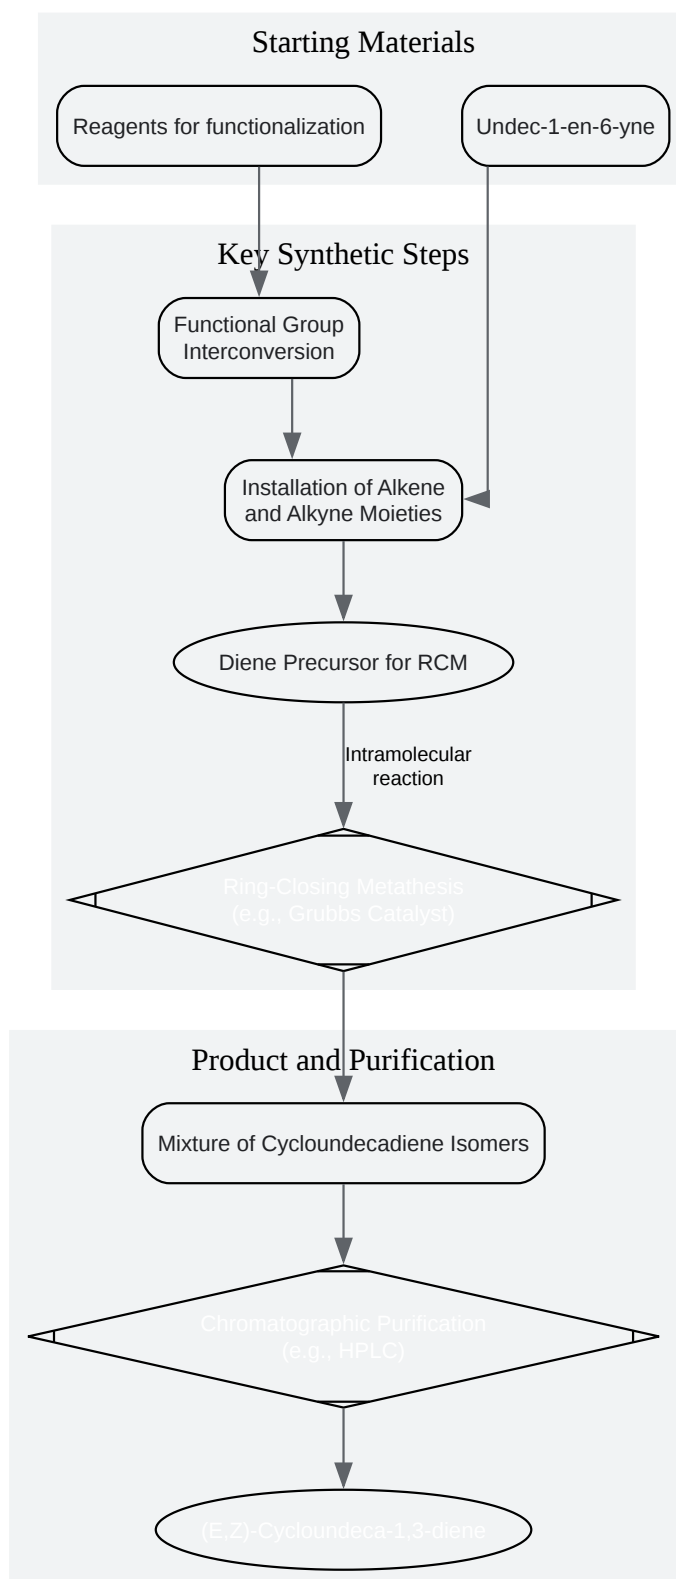 Starting Materials
Reagents for functionalization
Undec-1-en-6-yne
Key Synthetic Steps
Functional Group
Interconversion
Installation of Alkene
and Alkyne Moieties
Diene Precursor for RCM
Intramolecular
reaction
Ring-Closing Metathesis
(e.g., Grubbs Catalyst)
Product and Purification
Mixture of Cycloundecadiene Isomers
Chromatographic Purification
(e.g., HPLC)
(E,Z)-Cycloundeca-1,3-diene